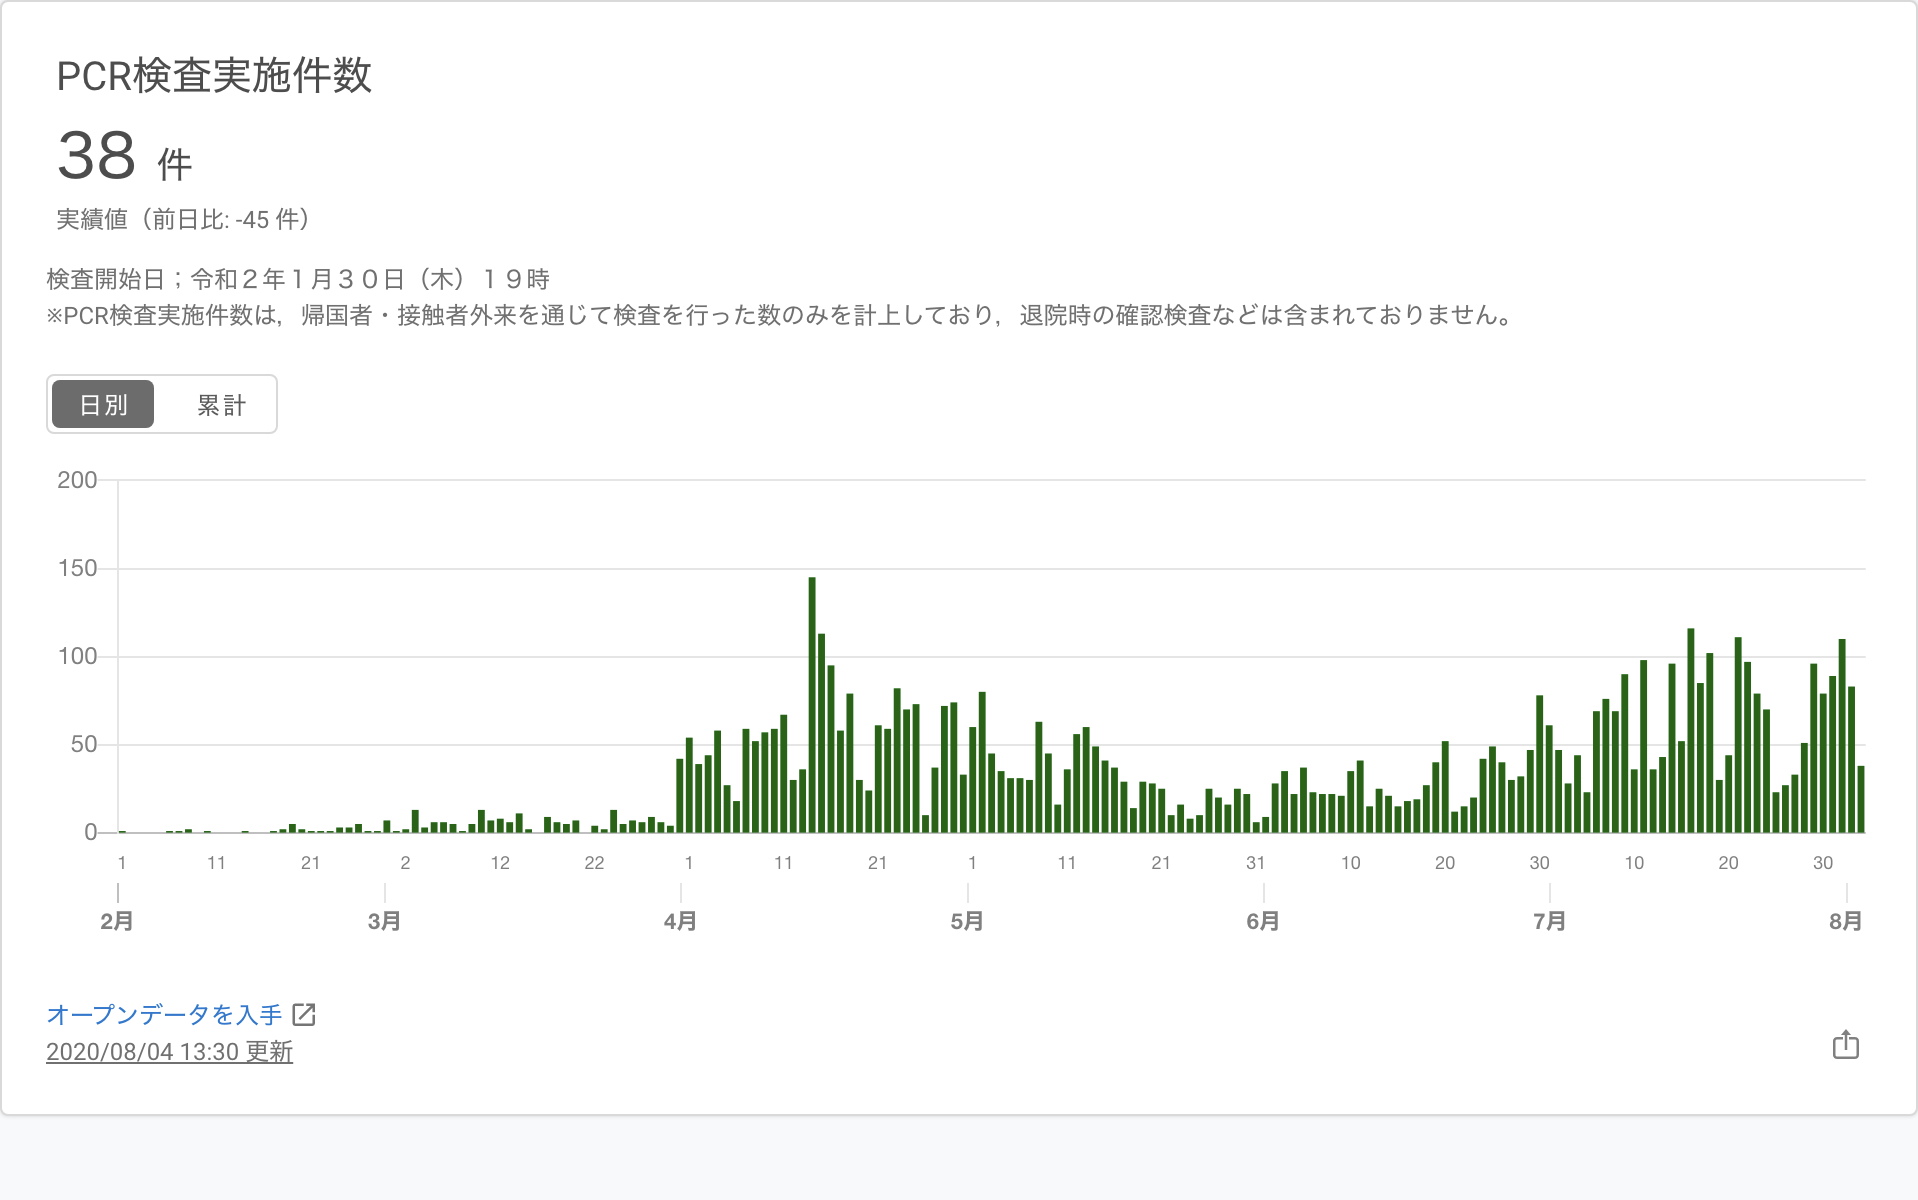 PCR検査実施件数
38 件
実績値（前日比: -45 件）
検査開始日；令和２年１月３０日（木）１９時
※PCR検査実施件数は，帰国者・接触者外来を通じて検査を行った数のみを計上しており，退院時の確認検査などは含まれておりません。
日別 累計
200
150
100
50
0
1 11 21 2 12 22 1 11 21 1 11 21 31 10 20 30 10 20 30
2月 3月 4月 5月 6月 7月 8月
オープンデータを入手
2020/08/04 13:30 更新